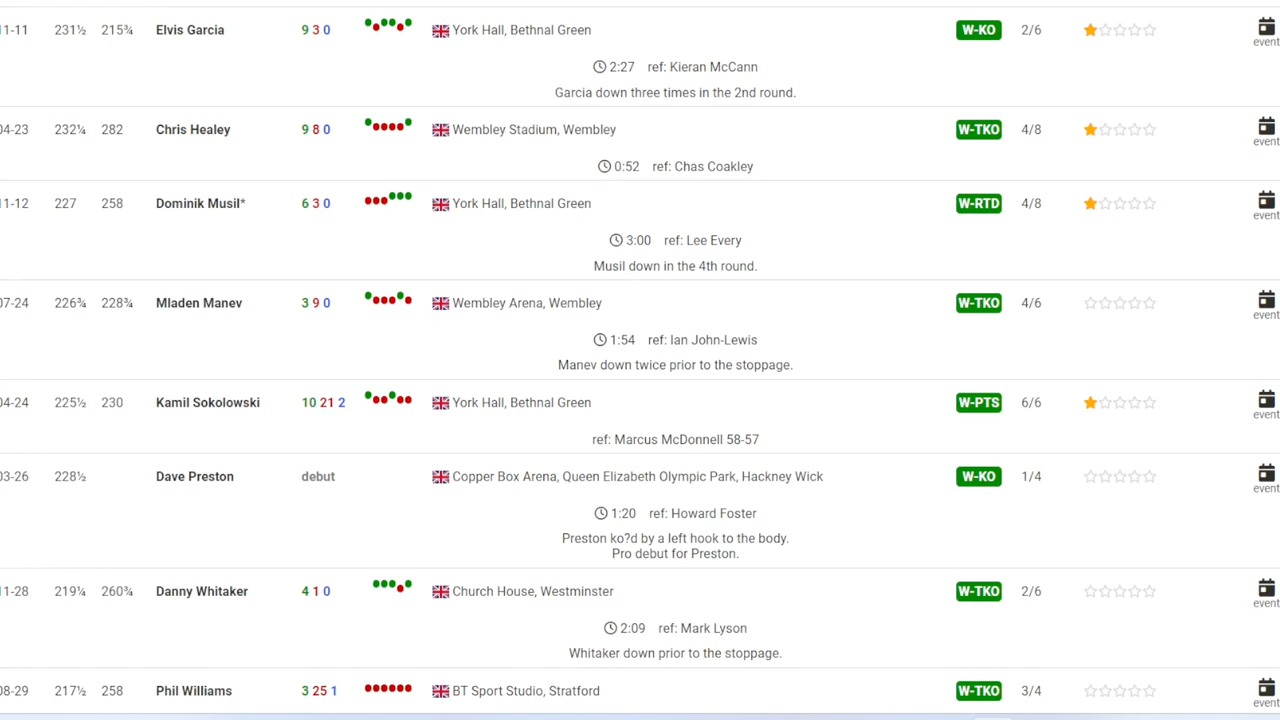 11-11 231½ 215¾ Elvis Garcia 9 3 0 York Hall, Bethnal Green W-KO 2/6
event
2:27 ref: Kieran McCann
Garcia down three times in the 2nd round.
04-23 232¼ 282 Chris Healey 9 8 0 Wembley Stadium, Wembley W-TKO 4/8
event
0:52 ref: Chas Coakley
11-12 227 258 Dominik Musil* 6 3 0 York Hall, Bethnal Green W-RTD 4/8
event
3:00 ref: Lee Every
Musil down in the 4th round.
07-24 226¾ 228¾ Mladen Manev 3 9 0 Wembley Arena, Wembley W-TKO 4/6
event
1:54 ref: Ian John-Lewis
Manev down twice prior to the stoppage.
04-24 225½ 230 Kamil Sokolowski 10 21 2 York Hall, Bethnal Green W-PTS 6/6
event
ref: Marcus McDonnell 58-57
03-26 228½ Dave Preston debut Copper Box Arena, Queen Elizabeth Olympic Park, Hackney Wick W-KO 1/4
event
1:20 ref: Howard Foster
Preston ko?d by a left hook to the body.
Pro debut for Preston.
11-28 219¼ 260¾ Danny Whitaker 4 1 0 Church House, Westminster W-TKO 2/6
event
2:09 ref: Mark Lyson
Whitaker down prior to the stoppage.
08-29 217½ 258 Phil Williams 3 25 1 BT Sport Studio, Stratford W-TKO 3/4
event